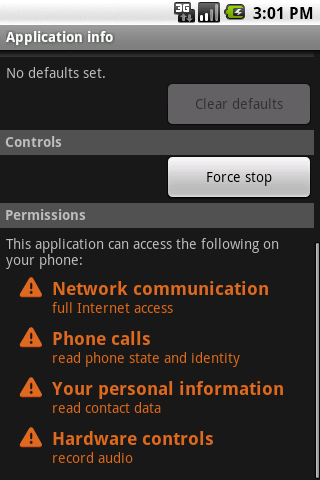 3G 3:01 PM
Application info
No defaults set.
Clear defaults
Controls
Force stop
Permissions
This application can access the following on
your phone:
Network communication
full Internet access
Phone calls
read phone state and identity
Your personal information
read contact data
Hardware controls
record audio